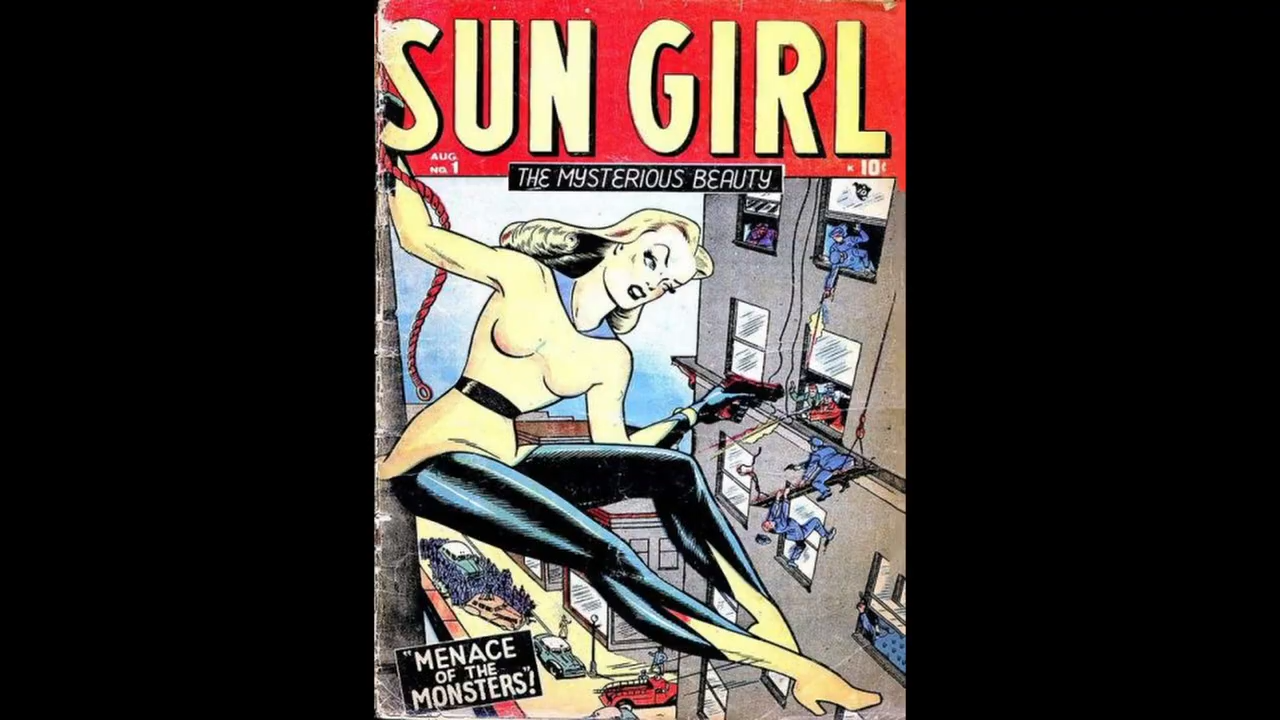 SUN GIRL
AUG.
NO. 1
K 10¢
THE MYSTERIOUS BEAUTY
"MENACE
OF THE
MONSTERS"!